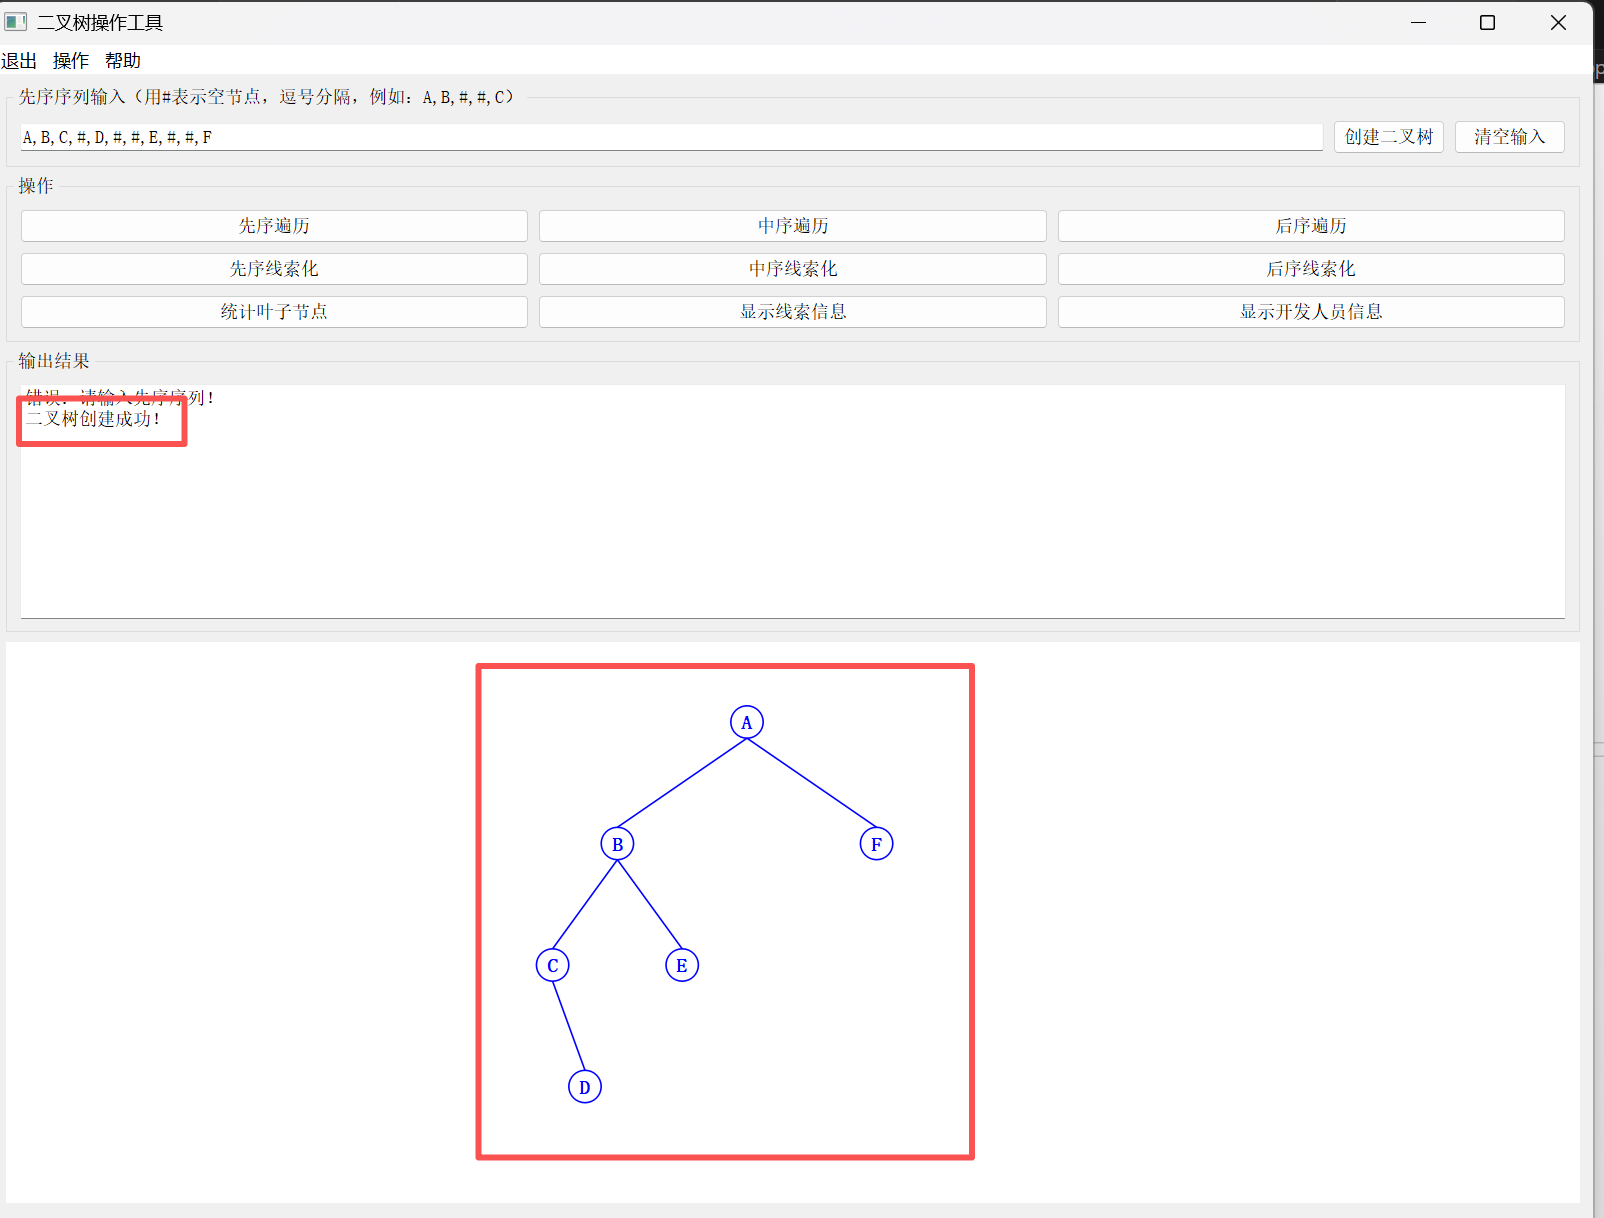 二叉树操作工具
退出 操作 帮助
先序序列输入（用#表示空节点，逗号分隔，例如：A,B,#,#,C）
A,B,C,#,D,#,#,E,#,#,F 创建二叉树 清空输入
操作
先序遍历 中序遍历 后序遍历
先序线索化 中序线索化 后序线索化
统计叶子节点 显示线索信息 显示开发人员信息
输出结果
错误：请输入先序序列！
二叉树创建成功！
A
B F
C E
D